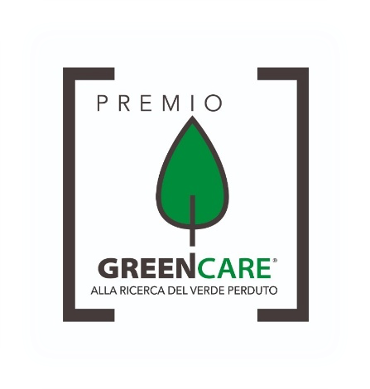 PREMIO
GREENCARE®
ALLA RICERCA DEL VERDE PERDUTO